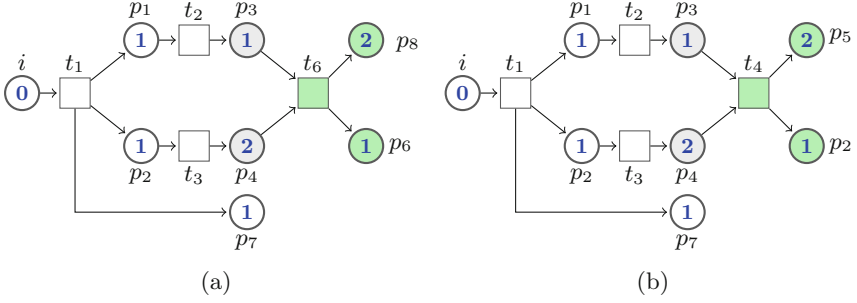 p₁ t₂ p₃
1 1 2 p₈
i t₁ t₆
0
1 2 1 p₆
p₂ t₃ p₄
1
p₇
(a)
p₁ t₂ p₃
1 1 2 p₅
i t₁ t₄
0
1 2 1 p₂
p₂ t₃ p₄
1
p₇
(b)